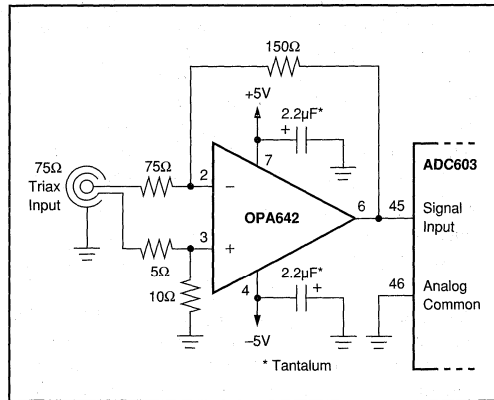 150Ω
+5V
2.2µF*
+
7
75Ω
Triax
Input
75Ω
2
−
OPA642
6
45
ADC603
Signal
Input
3
+
5Ω
10Ω
4
2.2µF*
+
46
Analog
Common
−5V
* Tantalum